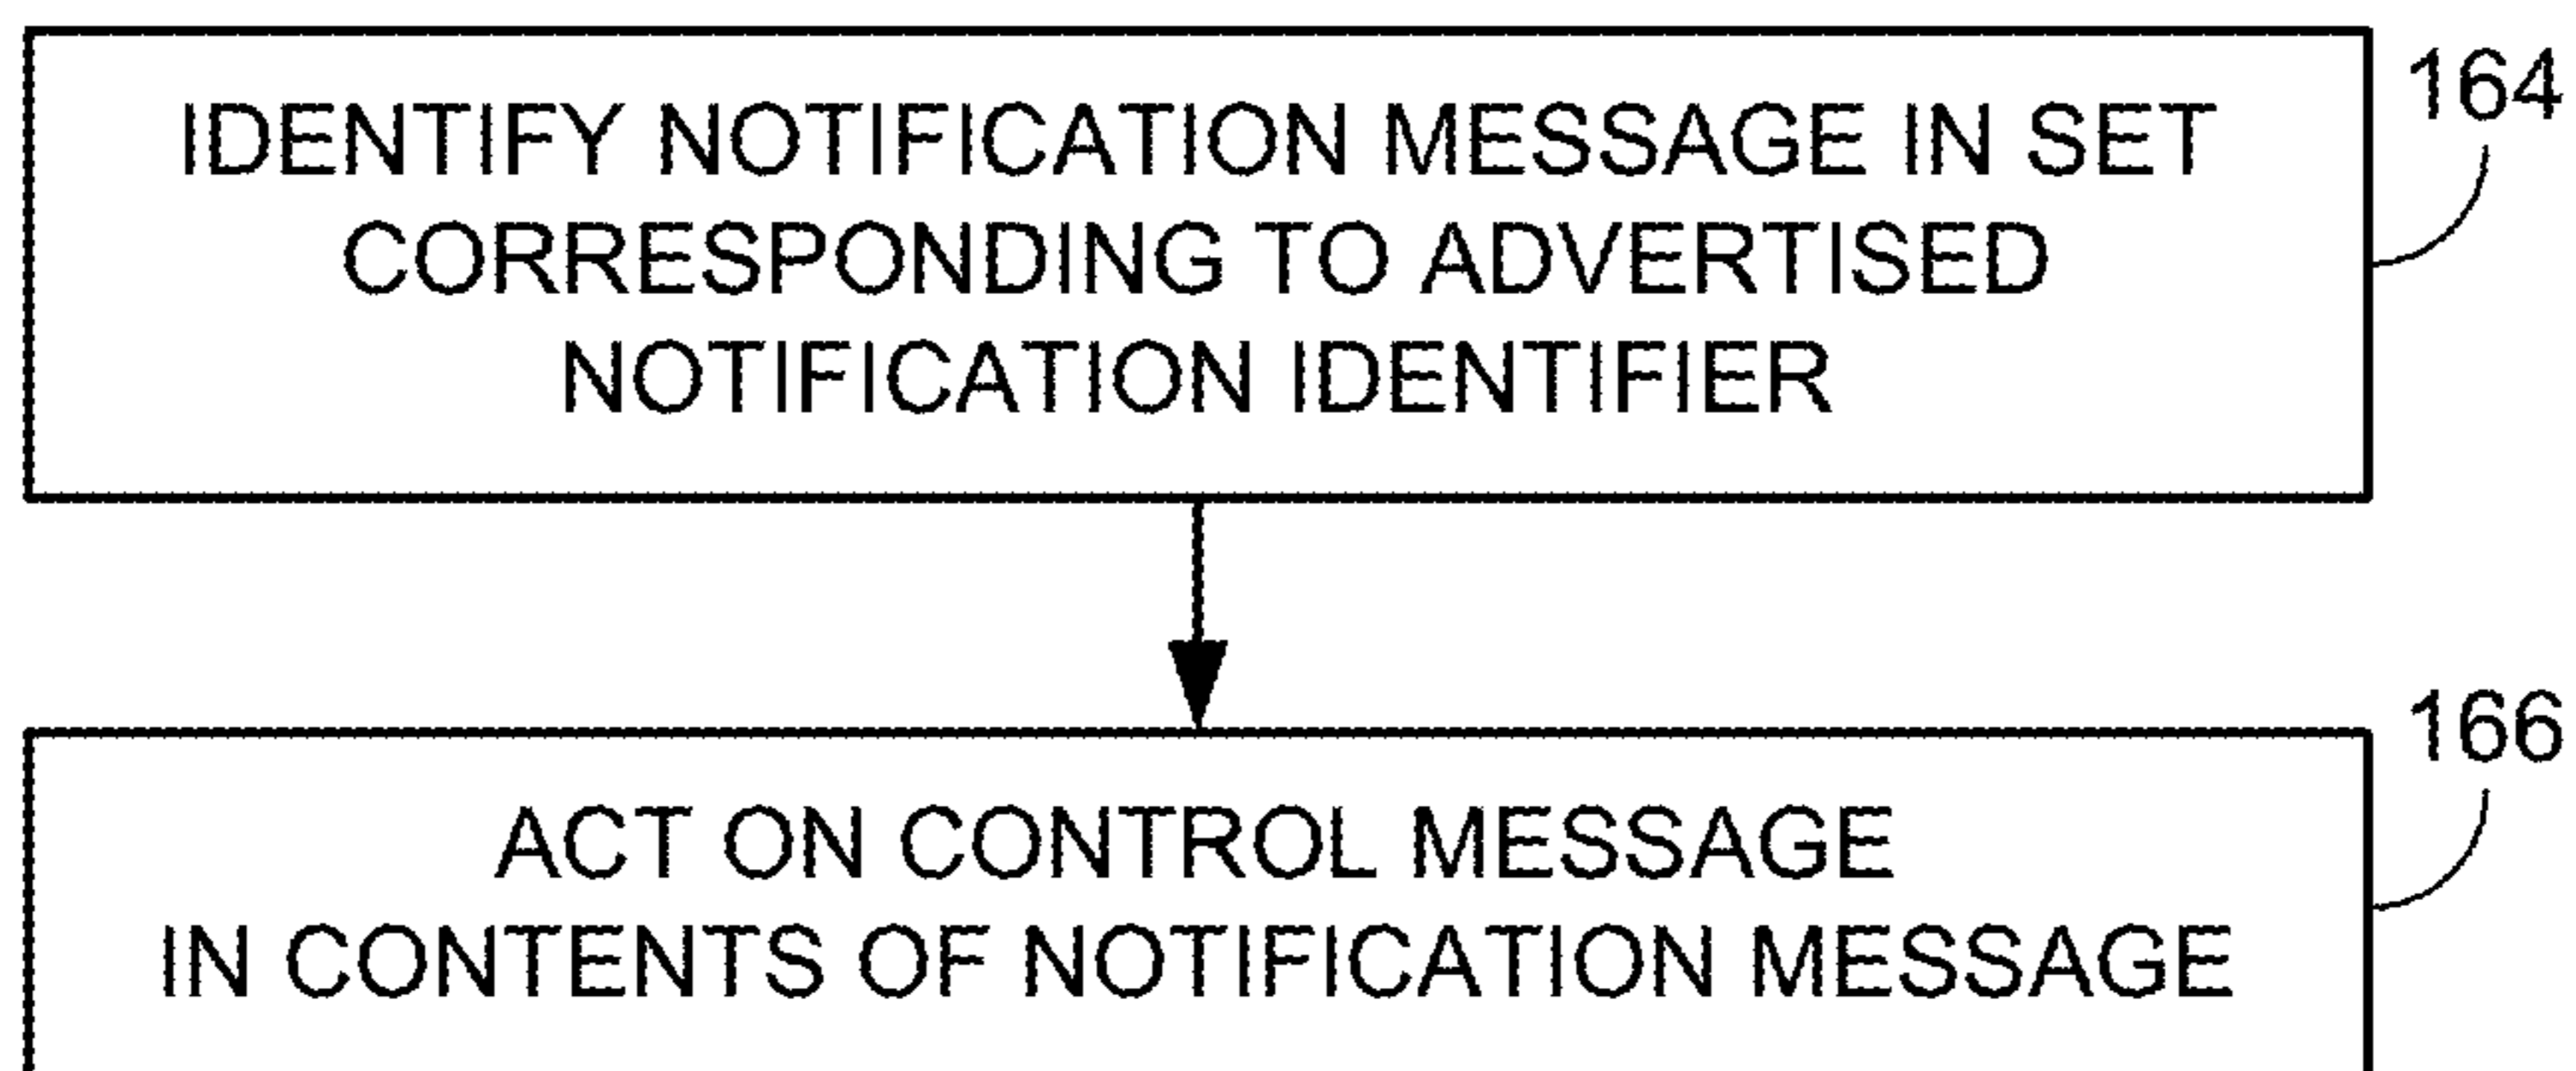 IDENTIFY NOTIFICATION MESSAGE IN SET
CORRESPONDING TO ADVERTISED
NOTIFICATION IDENTIFIER
164
ACT ON CONTROL MESSAGE
IN CONTENTS OF NOTIFICATION MESSAGE
166